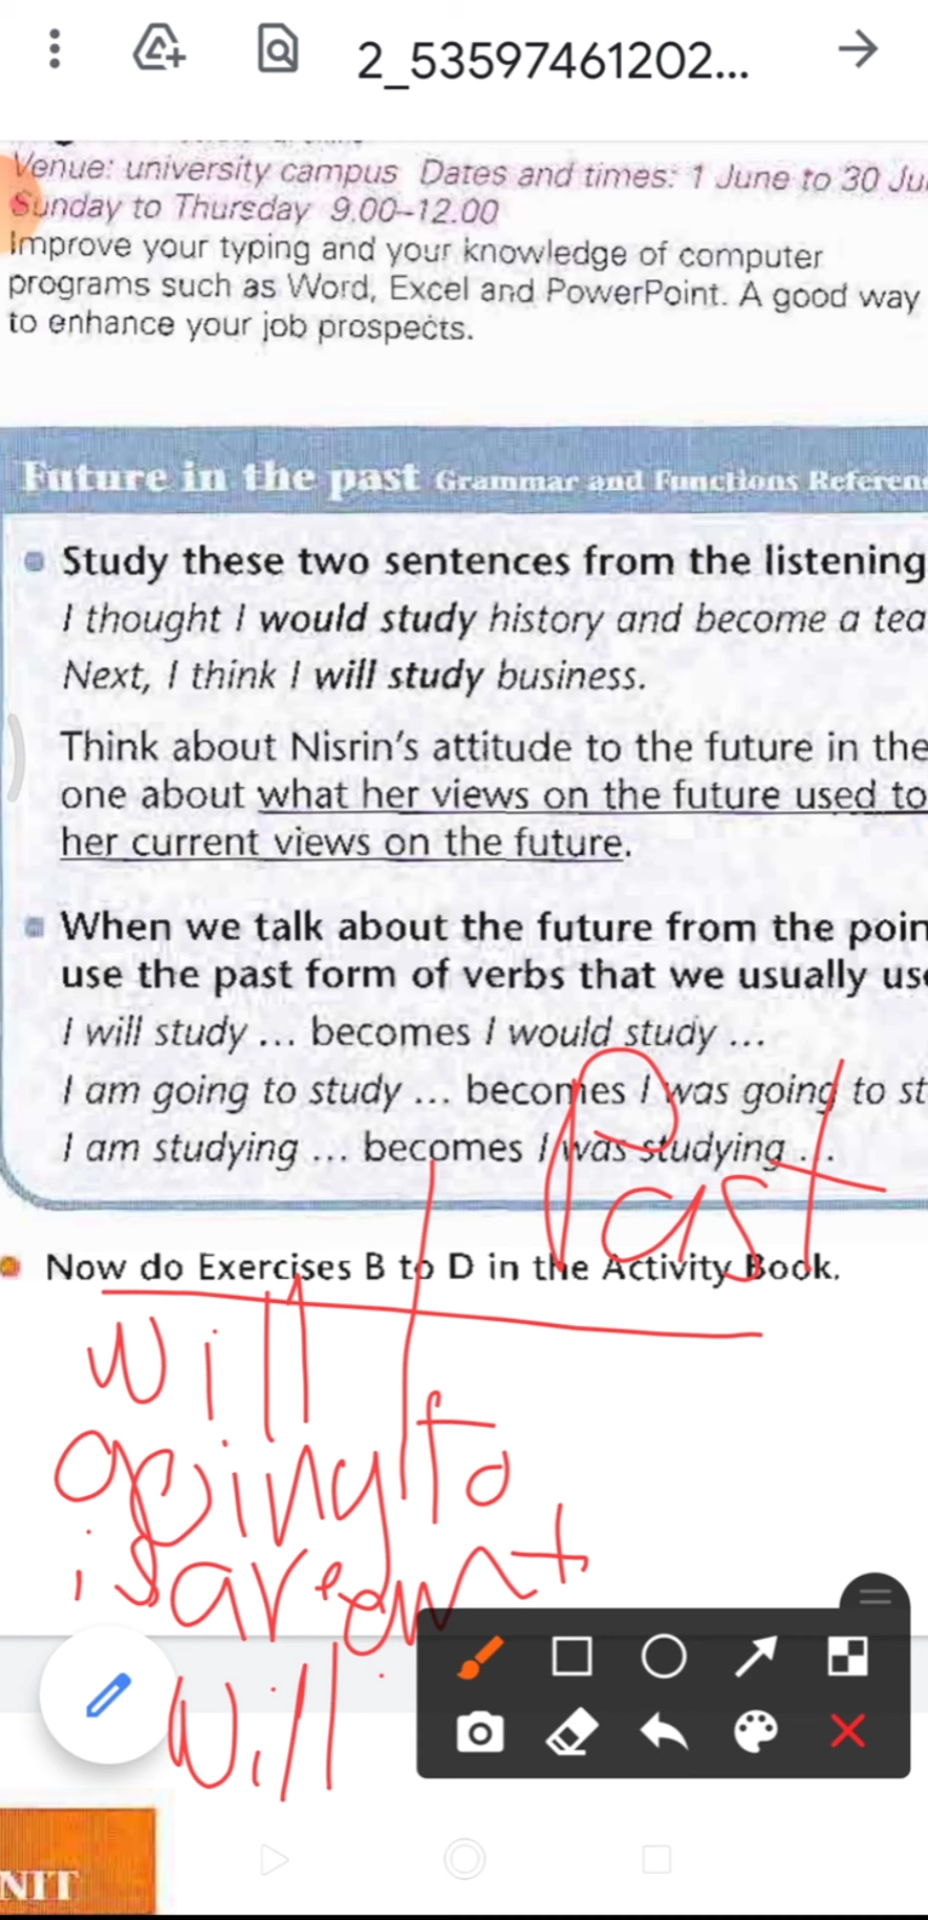 2_53597461202...
Venue: university campus Dates and times: 1 June to 30 Ju
Sunday to Thursday 9.00–12.00
Improve your typing and your knowledge of computer
programs such as Word, Excel and PowerPoint. A good way
to enhance your job prospects.
Future in the past Grammar and Functions Referen
Study these two sentences from the listening
I thought I would study history and become a tea
Next, I think I will study business.
Think about Nisrin's attitude to the future in the
one about what her views on the future used to
her current views on the future.
When we talk about the future from the poin
use the past form of verbs that we usually us
I will study ... becomes I would study ...
I am going to study ... becomes I was going to st
I am studying ... becomes I was studying ...
Past
Now do Exercises B to D in the Activity Book.
will
going to
is are am +
will
NIT